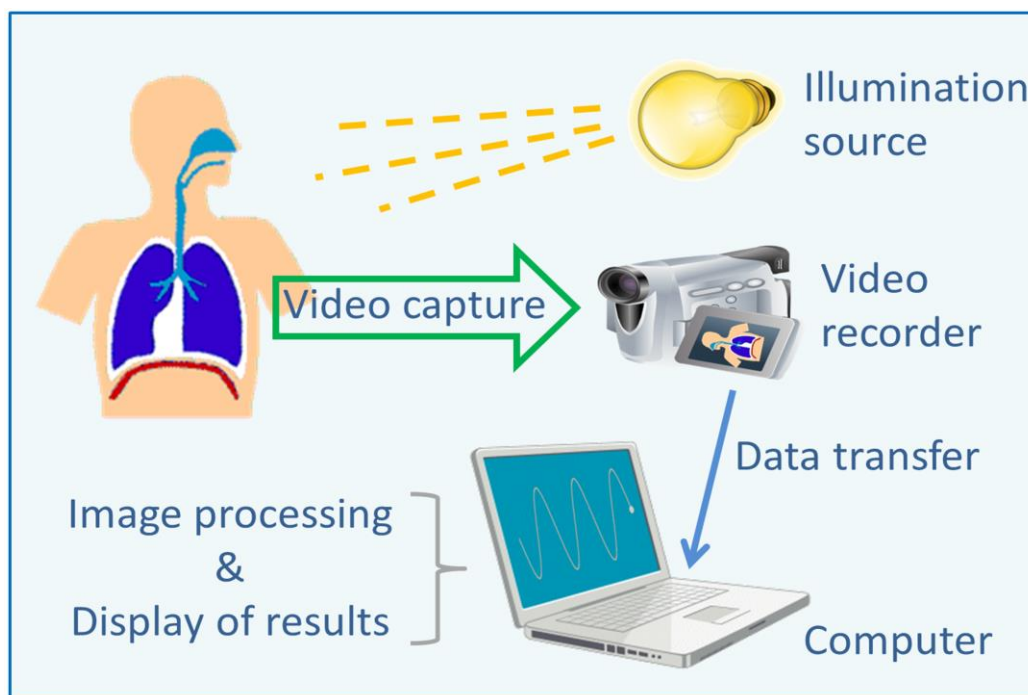 Illumination
source
Video capture
Video
recorder
Data transfer
Image processing
&
Display of results
Computer